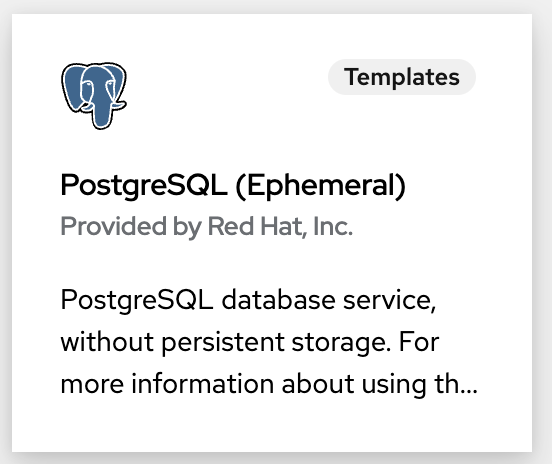 Templates
PostgreSQL (Ephemeral)
Provided by Red Hat, Inc.
PostgreSQL database service,
without persistent storage. For
more information about using th...